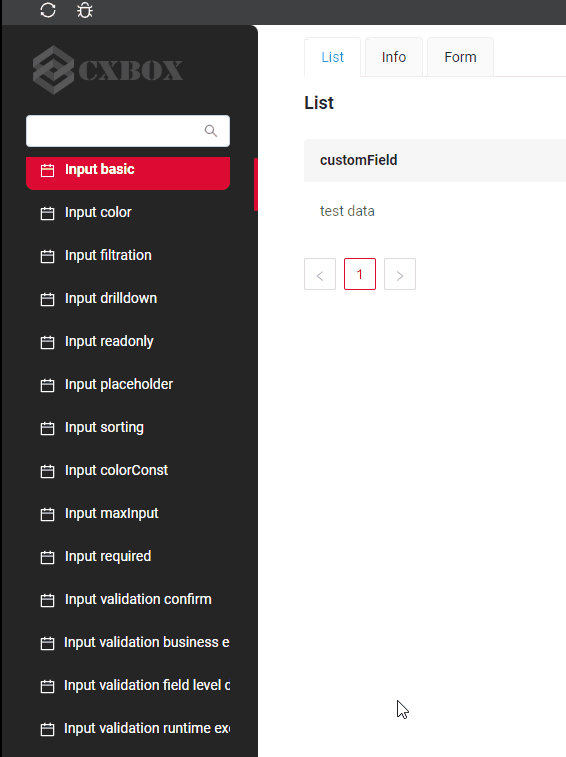 CXBOX
Input basic
Input color
Input filtration
Input drilldown
Input readonly
Input placeholder
Input sorting
Input colorConst
Input maxInput
Input required
Input validation confirm
Input validation business e
Input validation field level c
Input validation runtime ex
List Info Form
List
customField
test data
< 1 >